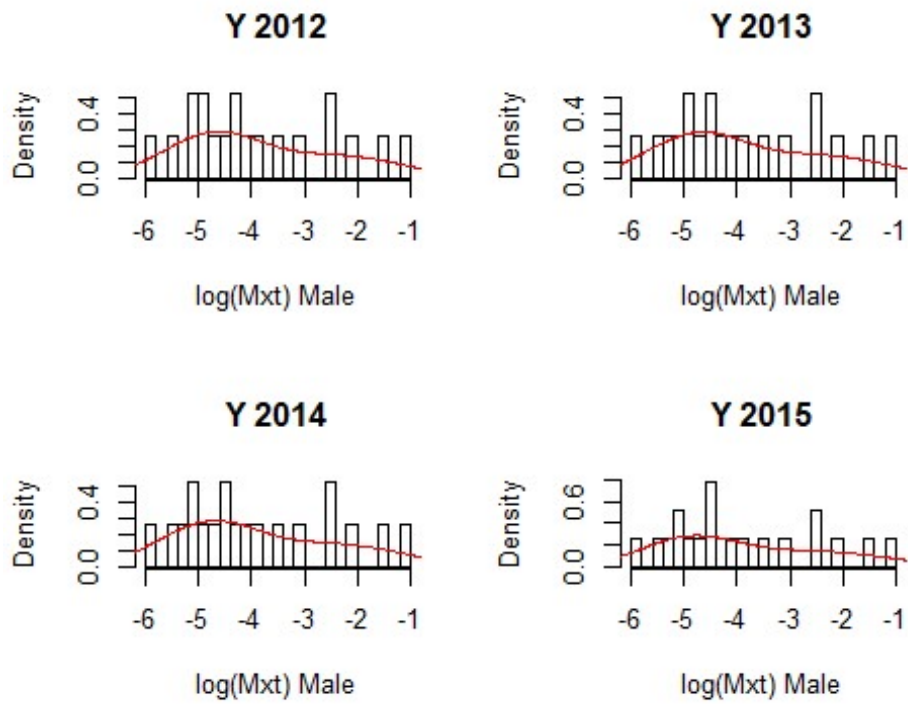 Y 2012
Density
0.0 0.4
-6 -5 -4 -3 -2 -1
log(Mxt) Male
Y 2013
Density
0.0 0.4
-6 -5 -4 -3 -2 -1
log(Mxt) Male
Y 2014
Density
0.0 0.4
-6 -5 -4 -3 -2 -1
log(Mxt) Male
Y 2015
Density
0.0 0.6
-6 -5 -4 -3 -2 -1
log(Mxt) Male